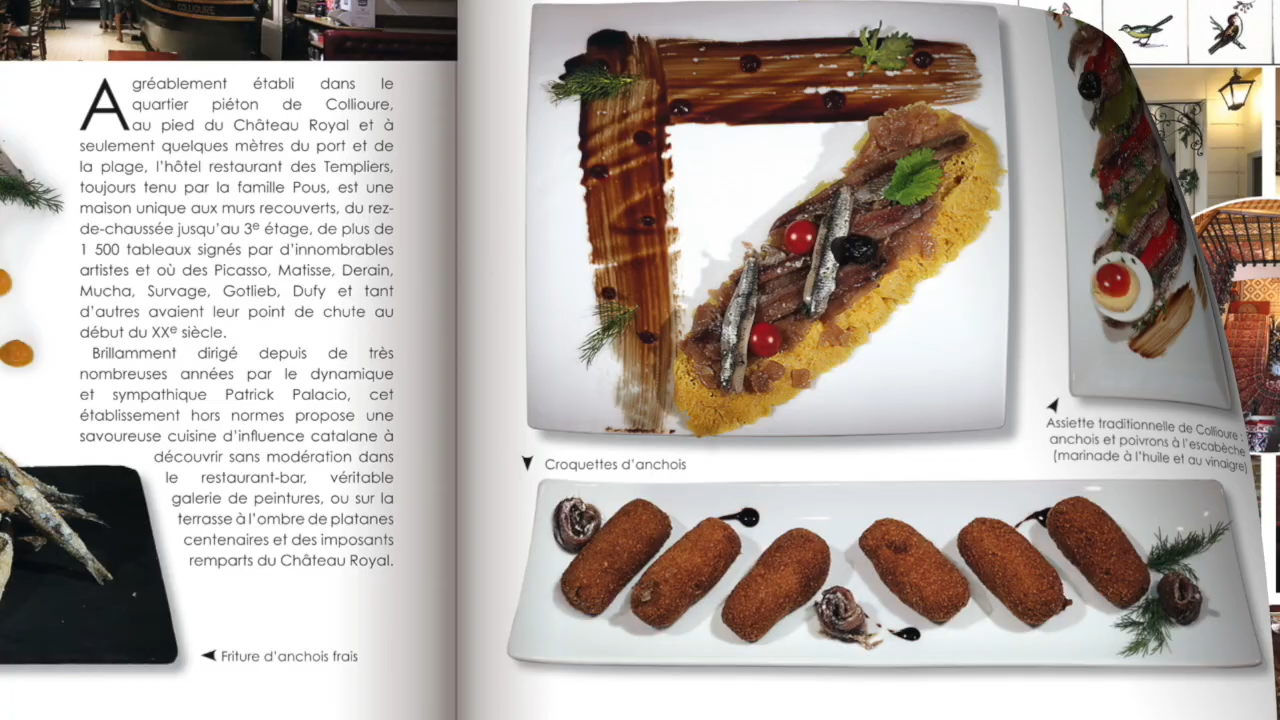 COLLIOURE
Agréablement établi dans le
quartier piéton de Collioure,
au pied du Château Royal et à
seulement quelques mètres du port et de
la plage, l’hôtel restaurant des Templiers,
toujours tenu par la famille Pous, est une
maison unique aux murs recouverts, du rez-
de-chaussée jusqu’au 3e étage, de plus de
1 500 tableaux signés par d’innombrables
artistes et où des Picasso, Matisse, Derain,
Mucha, Survage, Gotlieb, Dufy et tant
d’autres avaient leur point de chute au
début du XXe siècle.
Brillamment dirigé depuis de très
nombreuses années par le dynamique
et sympathique Patrick Palacio, cet
établissement hors normes propose une
savoureuse cuisine d’influence catalane à
découvrir sans modération dans
le restaurant-bar, véritable
galerie de peintures, ou sur la
terrasse à l’ombre de platanes
centenaires et des imposants
remparts du Château Royal.
Friture d’anchois frais
Croquettes d’anchois
Assiette traditionnelle de Collioure :
anchois et poivrons à l’escabèche
(marinade à l’huile et au vinaigre)